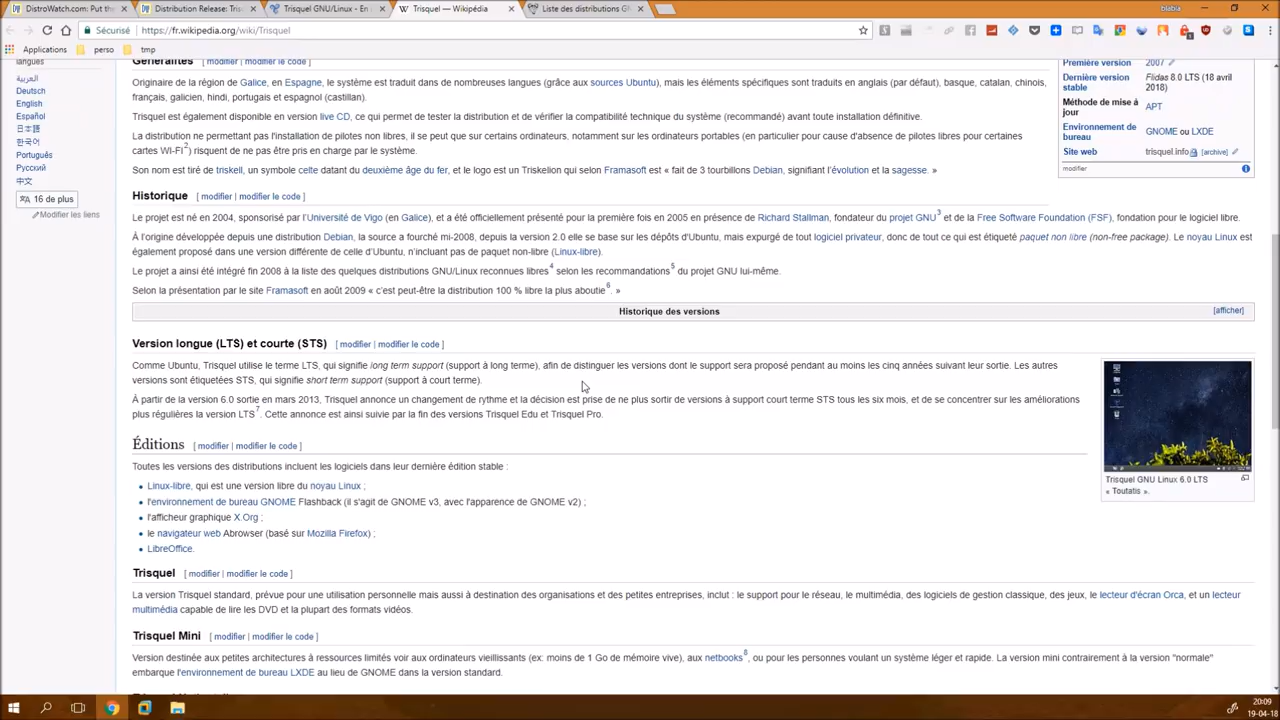 DistroWatch.com: Put the
Distribution Release: Tris
Trisquel GNU/Linux - En
Trisquel — Wikipédia
Liste des distributions GN
blabla
Sécurisé
https://fr.wikipedia.org/wiki/Trisquel
Applications
perso
tmp
langues
العربية
Deutsch
English
Español
日本語
한국어
Português
Русский
中文
16 de plus
Modifier les liens
Généralités [ modifier | modifier le code ]
Originaire de la région de Galice, en Espagne, le système est traduit dans de nombreuses langues (grâce aux sources Ubuntu), mais les éléments spécifiques sont traduits en anglais (par défaut), basque, catalan, chinois,
français, galicien, hindi, portugais et espagnol (castillan).
Trisquel est également disponible en version live CD, ce qui permet de tester la distribution et de vérifier la compatibilité technique du système (recommandé) avant toute installation définitive.
La distribution ne permettant pas l'installation de pilotes non libres, il se peut que sur certains ordinateurs, notamment sur les ordinateurs portables (en particulier pour cause d'absence de pilotes libres pour certaines
cartes WI-FI2) risquent de ne pas être pris en charge par le système.
Son nom est tiré de triskell, un symbole celte datant du deuxième âge du fer, et le logo est un Triskelion qui selon Framasoft est « fait de 3 tourbillons Debian, signifiant l'évolution et la sagesse. »
Première version 2007
Dernière version stable Flidas 8.0 LTS (18 avril 2018)
Méthode de mise à jour APT
Environnement de bureau GNOME ou LXDE
Site web trisquel.info [archive]
modifier
Historique [ modifier | modifier le code ]
Le projet est né en 2004, sponsorisé par l'Université de Vigo (en Galice), et a été officiellement présenté pour la première fois en 2005 en présence de Richard Stallman, fondateur du projet GNU3 et de la Free Software Foundation (FSF), fondation pour le logiciel libre.
À l'origine développée depuis une distribution Debian, la source a fourché mi-2008, depuis la version 2.0 elle se base sur les dépôts d'Ubuntu, mais expurgé de tout logiciel privateur, donc de tout ce qui est étiqueté paquet non libre (non-free package). Le noyau Linux est
également proposé dans une version différente de celle d'Ubuntu, n'incluant pas de paquet non-libre (Linux-libre).
Le projet a ainsi été intégré fin 2008 à la liste des quelques distributions GNU/Linux reconnues libres4 selon les recommandations5 du projet GNU lui-même.
Selon la présentation par le site Framasoft en août 2009 « c'est peut-être la distribution 100 % libre la plus aboutie6. »
Historique des versions
[afficher]
Version longue (LTS) et courte (STS) [ modifier | modifier le code ]
Comme Ubuntu, Trisquel utilise le terme LTS, qui signifie long term support (support à long terme), afin de distinguer les versions dont le support sera proposé pendant au moins les cinq années suivant leur sortie. Les autres
versions sont étiquetées STS, qui signifie short term support (support à court terme).
À partir de la version 6.0 sortie en mars 2013, Trisquel annonce un changement de rythme et la décision est prise de ne plus sortir de versions à support court terme STS tous les six mois, et de se concentrer sur les améliorations
plus régulières la version LTS7. Cette annonce est ainsi suivie par la fin des versions Trisquel Edu et Trisquel Pro.
Trisquel GNU Linux 6.0 LTS
« Toutatis ».
Éditions [ modifier | modifier le code ]
Toutes les versions des distributions incluent les logiciels dans leur dernière édition stable :
• Linux-libre, qui est une version libre du noyau Linux ;
• l'environnement de bureau GNOME Flashback (il s'agit de GNOME v3, avec l'apparence de GNOME v2) ;
• l'afficheur graphique X.Org ;
• le navigateur web Abrowser (basé sur Mozilla Firefox) ;
• LibreOffice.
Trisquel [ modifier | modifier le code ]
La version Trisquel standard, prévue pour une utilisation personnelle mais aussi à destination des organisations et des petites entreprises, inclut : le support pour le réseau, le multimédia, des logiciels de gestion classique, des jeux, le lecteur d'écran Orca, et un lecteur
multimédia capable de lire les DVD et la plupart des formats vidéos.
Trisquel Mini [ modifier | modifier le code ]
Version destinée aux petites architectures à ressources limités voir aux ordinateurs vieillissants (ex: moins de 1 Go de mémoire vive), aux netbooks8, ou pour les personnes voulant un système léger et rapide. La version mini contrairement à la version "normale"
embarque l'environnement de bureau LXDE au lieu de GNOME dans la version standard.
20:09
19-04-18